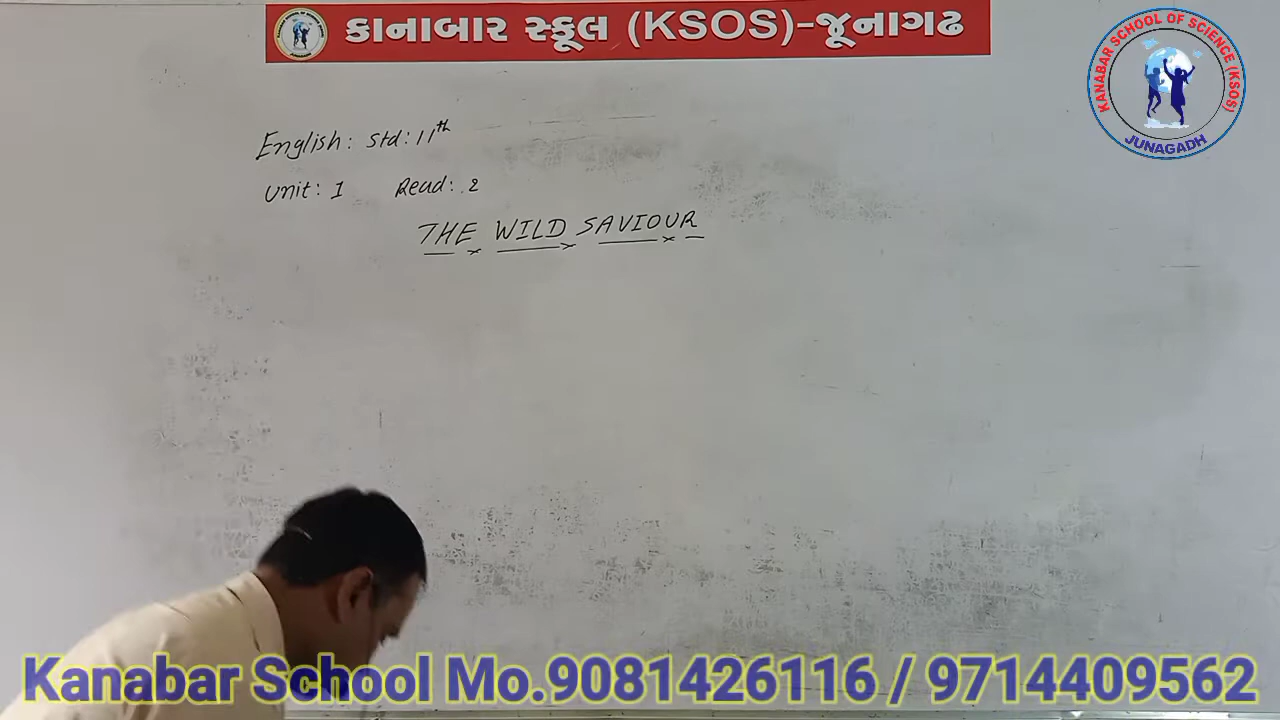 કાનાબાર સ્કૂલ (KSOS)-જૂનાગઢ
KANABAR SCHOOL OF SCIENCE (KSOS)
JUNAGADH
English: Std: 11th
Unit: 1 Read: 2
THE WILD SAVIOUR
Kanabar School Mo.9081426116 / 9714409562